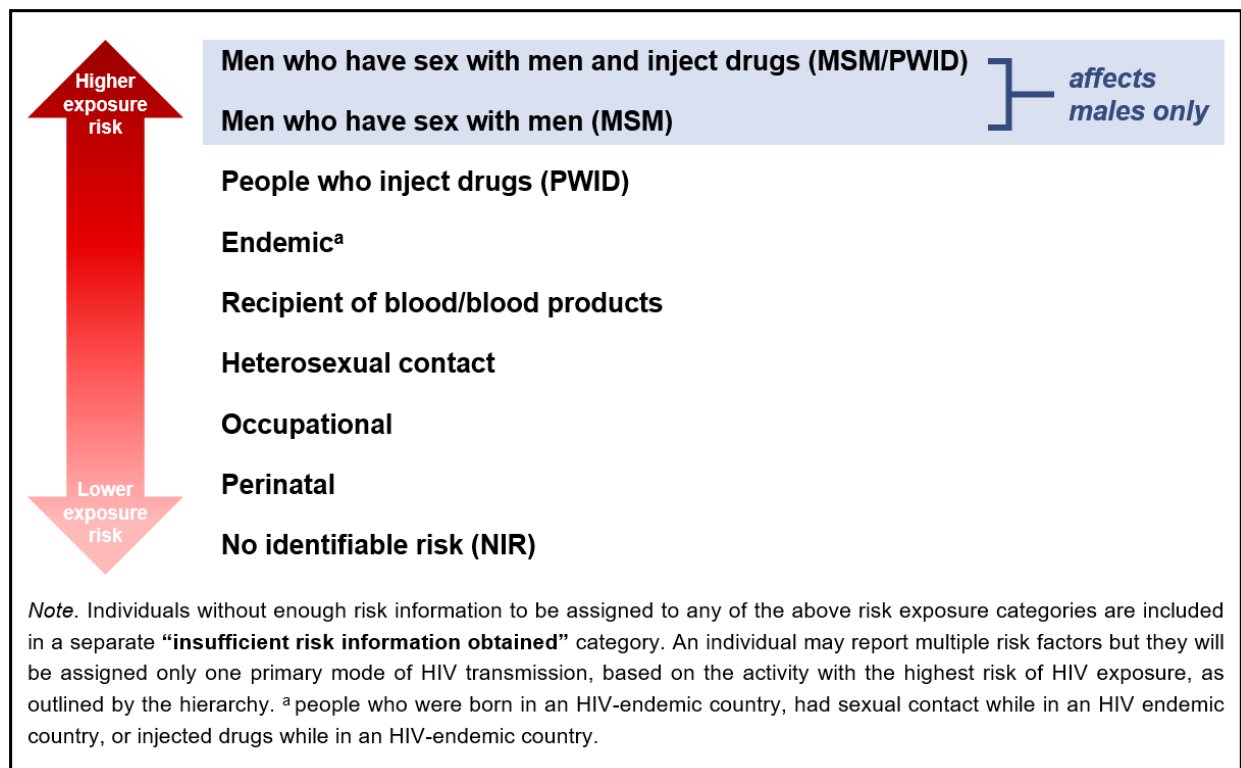 Higher
exposure
risk
Men who have sex with men and inject drugs (MSM/PWID)
Men who have sex with men (MSM)
affects
males only
People who inject drugs (PWID)
Endemicᵃ
Recipient of blood/blood products
Heterosexual contact
Occupational
Perinatal
No identifiable risk (NIR)
Lower
exposure
risk
Note. Individuals without enough risk information to be assigned to any of the above risk exposure categories are included
in a separate “insufficient risk information obtained” category. An individual may report multiple risk factors but they will
be assigned only one primary mode of HIV transmission, based on the activity with the highest risk of HIV exposure, as
outlined by the hierarchy. ᵃ people who were born in an HIV-endemic country, had sexual contact while in an HIV endemic
country, or injected drugs while in an HIV-endemic country.